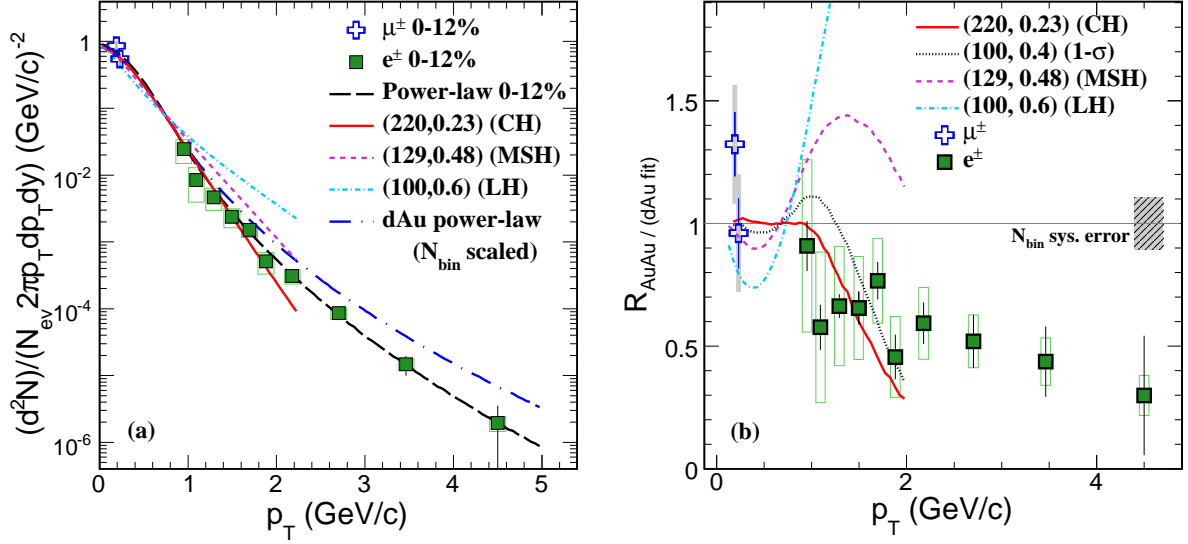 (d²N)/(N_ev 2πp_T dp_T dy) (GeV/c)⁻²
1
10⁻²
10⁻⁴
10⁻⁶
μ± 0-12%
e± 0-12%
Power-law 0-12%
(220,0.23) (CH)
(129,0.48) (MSH)
(100,0.6) (LH)
dAu power-law
(N_bin scaled)
(a)
0 1 2 3 4 5
p_T (GeV/c)
R_AuAu / (dAu fit)
1.5
1
0.5
0
(220, 0.23) (CH)
(100, 0.4) (1-σ)
(129, 0.48) (MSH)
(100, 0.6) (LH)
μ±
e±
N_bin sys. error
(b)
0 2 4
p_T (GeV/c)